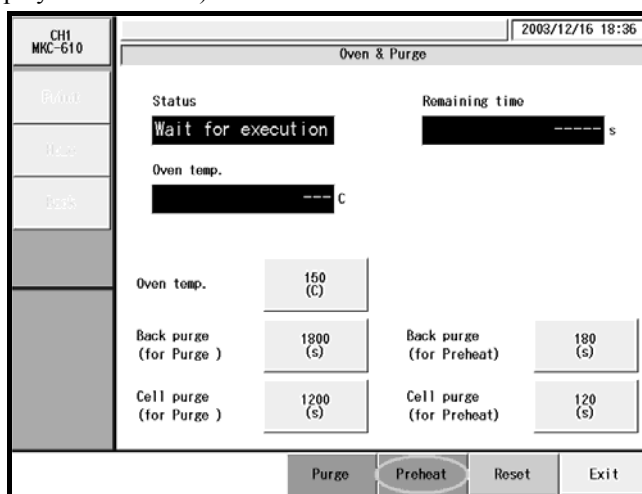 CH1
MKC-610
2003/12/16 18:36
Oven & Purge
Print
Status
Remaining time
Wait for execution
----- s
Oven temp.
--- C
Oven temp.
150
(C)
Back purge
(for Purge )
1800
(s)
Back purge
(for Preheat)
180
(s)
Cell purge
(for Purge )
1200
(s)
Cell purge
(for Preheat)
120
(s)
Purge
Preheat
Reset
Exit